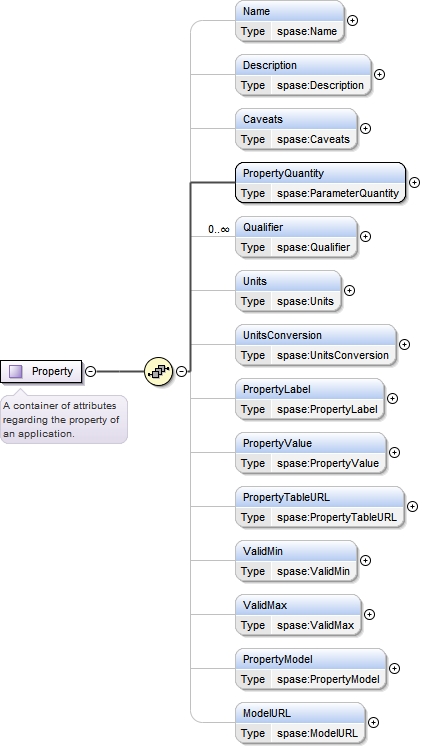 Name
Type spase:Name
Description
Type spase:Description
Caveats
Type spase:Caveats
PropertyQuantity
Type spase:ParameterQuantity
0..∞
Qualifier
Type spase:Qualifier
Units
Type spase:Units
UnitsConversion
Type spase:UnitsConversion
Property
A container of attributes
regarding the property of
an application.
PropertyLabel
Type spase:PropertyLabel
PropertyValue
Type spase:PropertyValue
PropertyTableURL
Type spase:PropertyTableURL
ValidMin
Type spase:ValidMin
ValidMax
Type spase:ValidMax
PropertyModel
Type spase:PropertyModel
ModelURL
Type spase:ModelURL